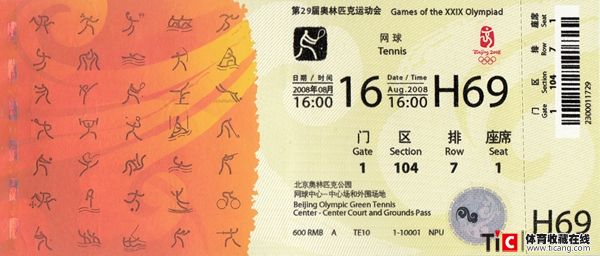 第29届奥林匹克运动会 Games of the XXIX Olympiad
网球
Tennis
Beijing 2008
日期 / 时间
2008年08月
16:00
16
Date / Time
Aug.2008
16:00
H69
门 区 排 座席
Gate Section Row Seat
1 104 7 1
北京奥林匹克公园
网球中心-中心场和外围场地
Beijing Olympic Green Tennis
Center - Center Court and Grounds Pass
600 RMB A TE10 1-10001 NPU
座席 Seat 1
排 Row 7
区 Section 104
门 Gate 1
2300011729
H69
TiC 体育收藏在线
www.ticang.com